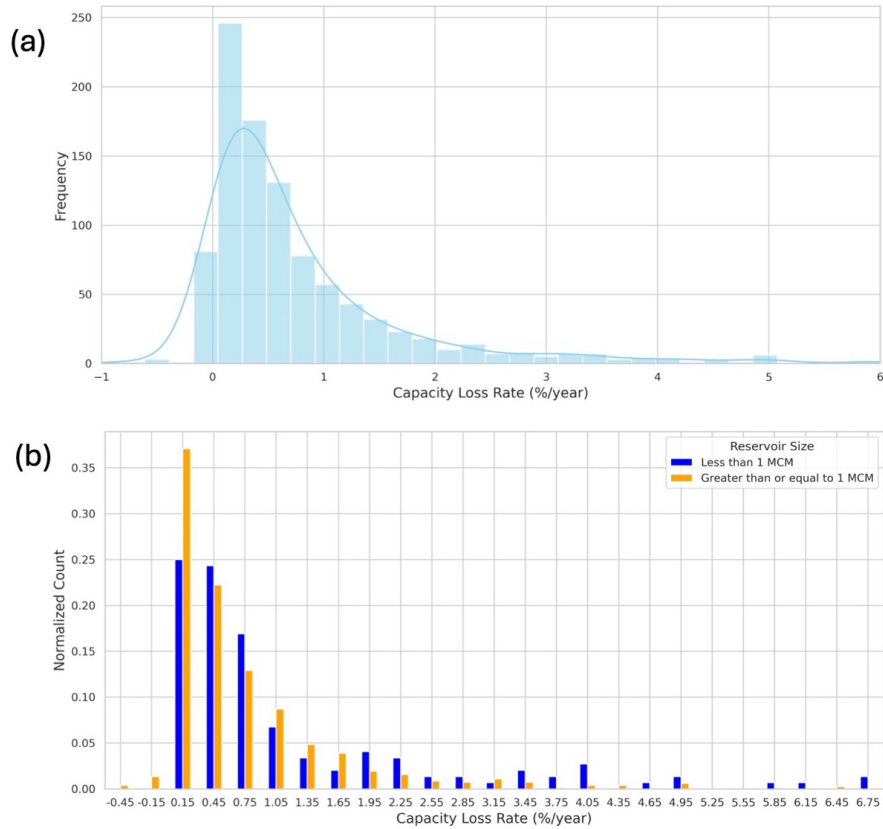 (a)
250
200
150
100
50
0
Frequency
−1 0 1 2 3 4 5 6
Capacity Loss Rate (%/year)
(b)
Reservoir Size
Less than 1 MCM
Greater than or equal to 1 MCM
0.35
0.30
0.25
0.20
0.15
0.10
0.05
0.00
Normalized Count
-0.45 -0.15 0.15 0.45 0.75 1.05 1.35 1.65 1.95 2.25 2.55 2.85 3.15 3.45 3.75 4.05 4.35 4.65 4.95 5.25 5.55 5.85 6.15 6.45 6.75
Capacity Loss Rate (%/year)